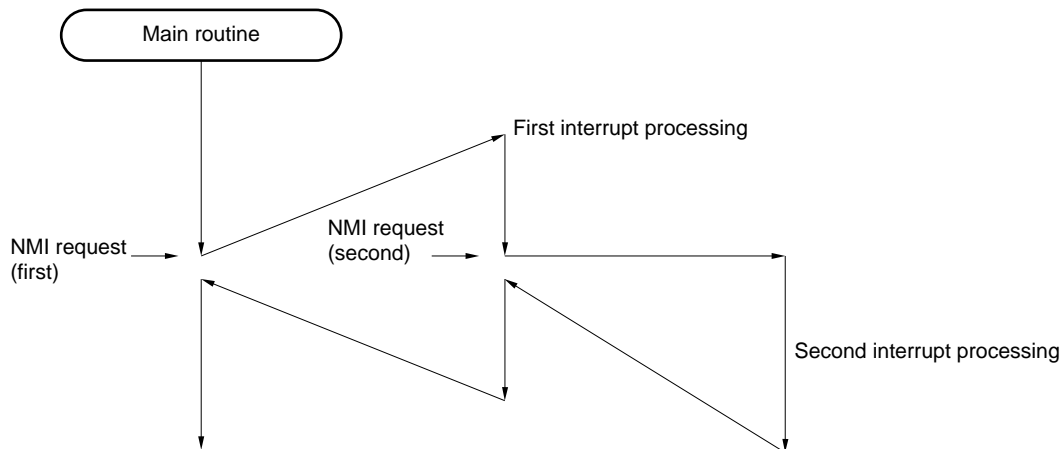 Main routine
First interrupt processing
NMI request
(second)
NMI request
(first)
Second interrupt processing